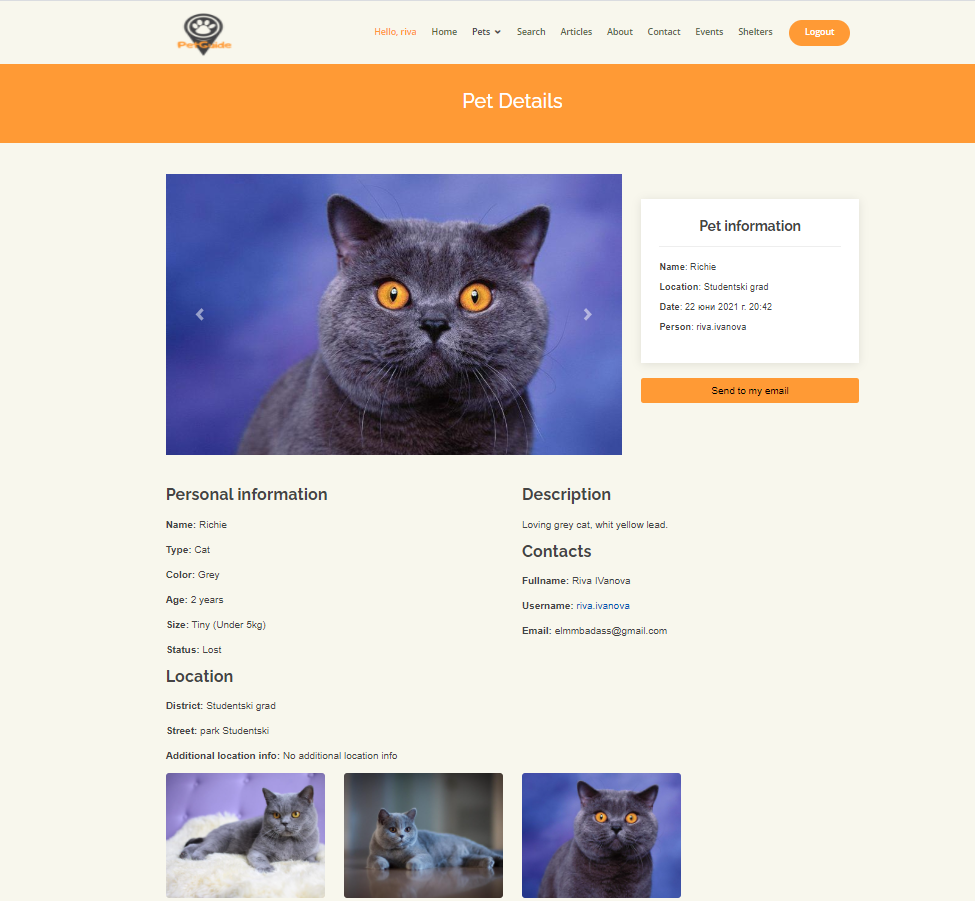 PetGuide
Hello, riva Home Pets Search Articles About Contact Events Shelters Logout
Pet Details
Pet information
Name: Richie
Location: Studentski grad
Date: 22 юни 2021 г. 20:42
Person: riva.ivanova
Send to my email
Personal information
Name: Richie
Type: Cat
Color: Grey
Age: 2 years
Size: Tiny (Under 5kg)
Status: Lost
Description
Loving grey cat, whit yellow lead.
Contacts
Fullname: Riva IVanova
Username: riva.ivanova
Email: elmmbadass@gmail.com
Location
District: Studentski grad
Street: park Studentski
Additional location info: No additional location info